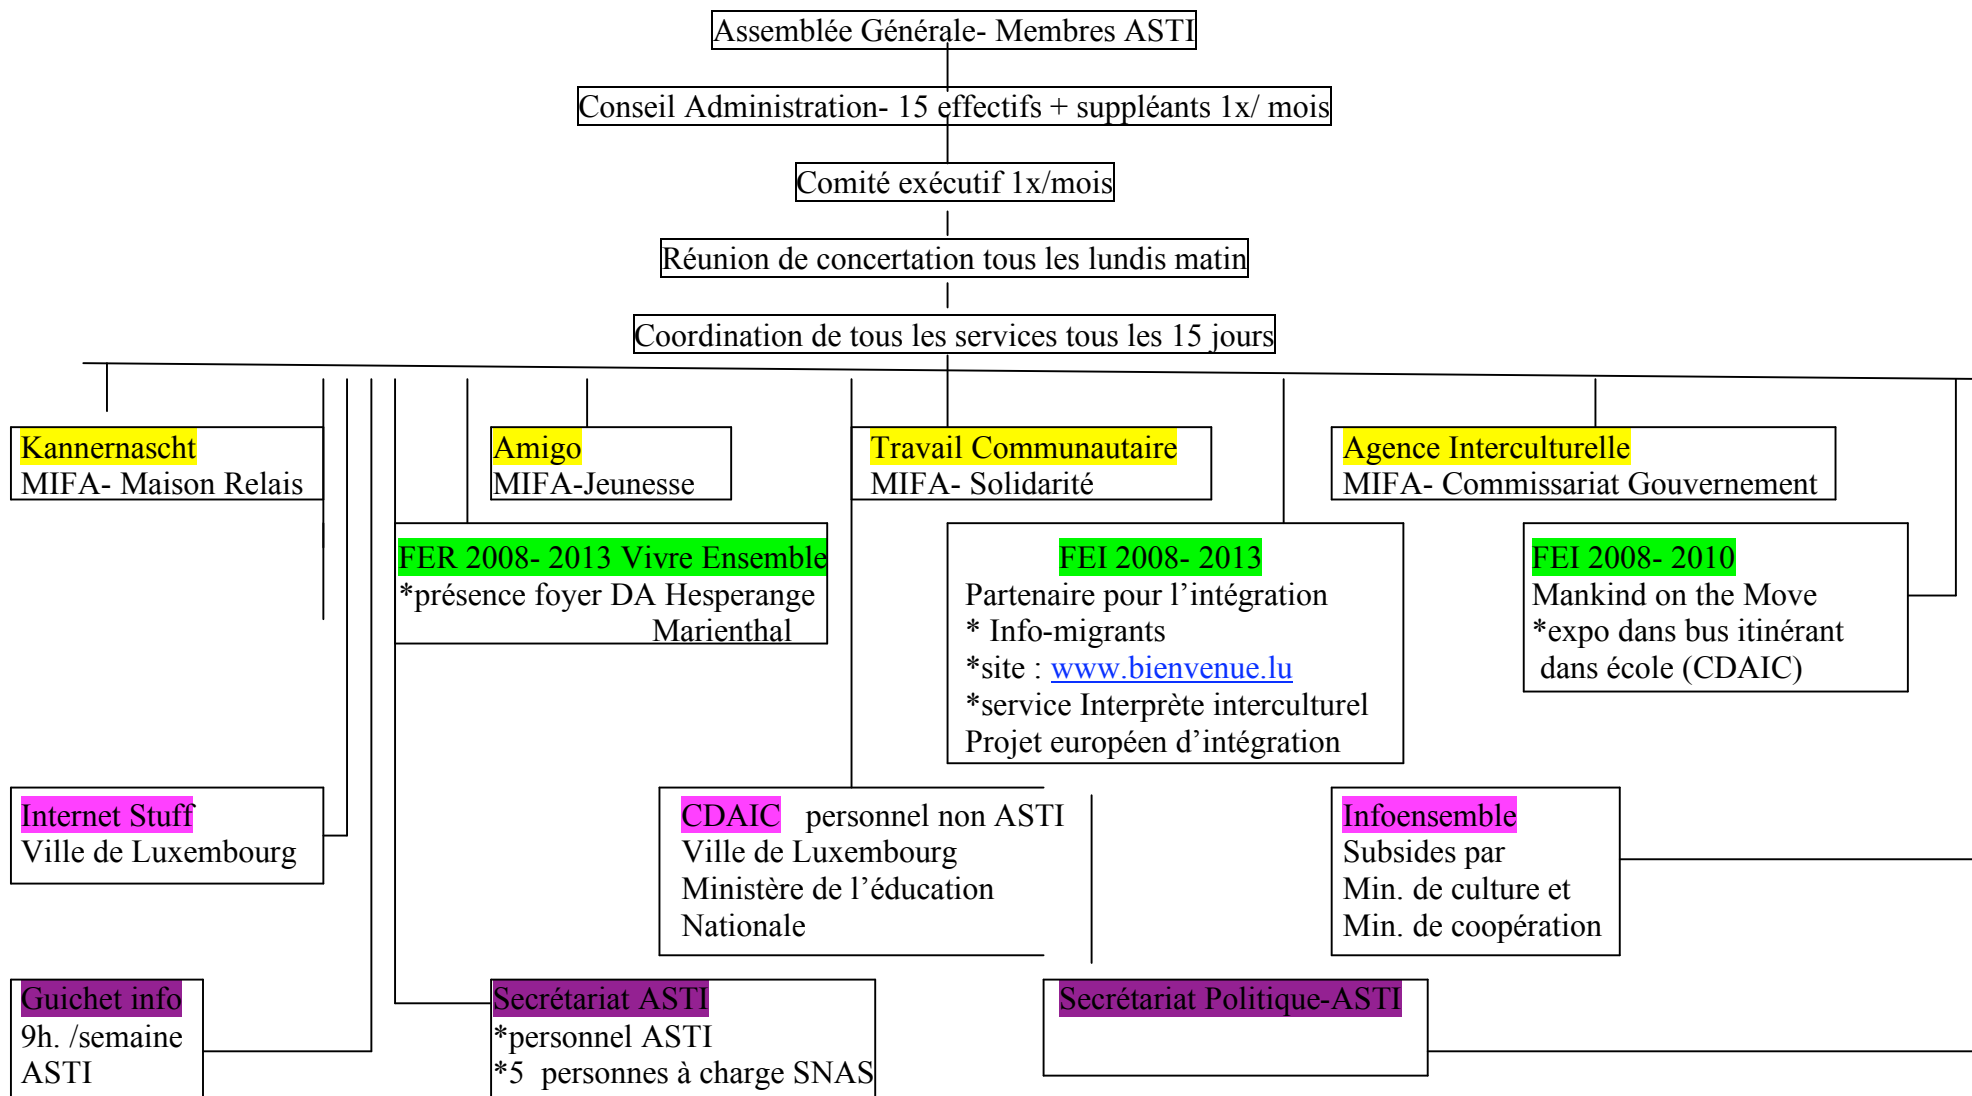 Assemblée Générale- Membres ASTI
Conseil Administration- 15 effectifs + suppléants 1x/ mois
Comité exécutif 1x/mois
Réunion de concertation tous les lundis matin
Coordination de tous les services tous les 15 jours
Kannernascht
MIFA- Maison Relais
Amigo
MIFA-Jeunesse
Travail Communautaire
MIFA- Solidarité
Agence Interculturelle
MIFA- Commissariat Gouvernement
FER 2008- 2013 Vivre Ensemble
*présence foyer DA Hesperange
Marienthal
FEI 2008- 2013
Partenaire pour l’intégration
* Info-migrants
*site : www.bienvenue.lu
*service Interprète interculturel
Projet européen d’intégration
FEI 2008- 2010
Mankind on the Move
*expo dans bus itinérant
dans école (CDAIC)
Internet Stuff
Ville de Luxembourg
CDAIC personnel non ASTI
Ville de Luxembourg
Ministère de l’éducation
Nationale
Infoensemble
Subsides par
Min. de culture et
Min. de coopération
Guichet info
9h. /semaine
ASTI
Secrétariat ASTI
*personnel ASTI
*5 personnes à charge SNAS
Secrétariat Politique-ASTI